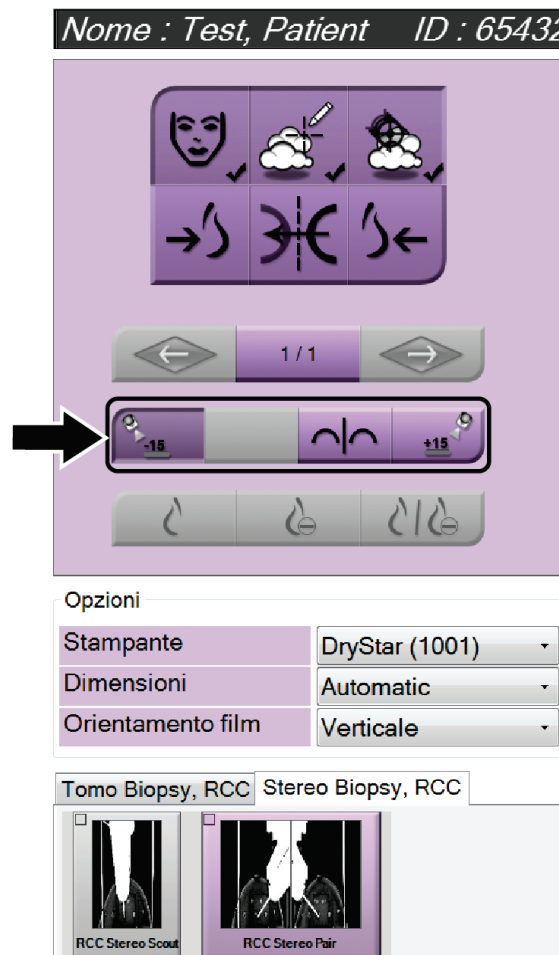 Nome : Test, Patient ID : 65432
1 / 1
-15
+15
Opzioni
Stampante DryStar (1001)
Dimensioni Automatic
Orientamento film Verticale
Tomo Biopsy, RCC Stereo Biopsy, RCC
RCC Stereo Scout RCC Stereo Pair